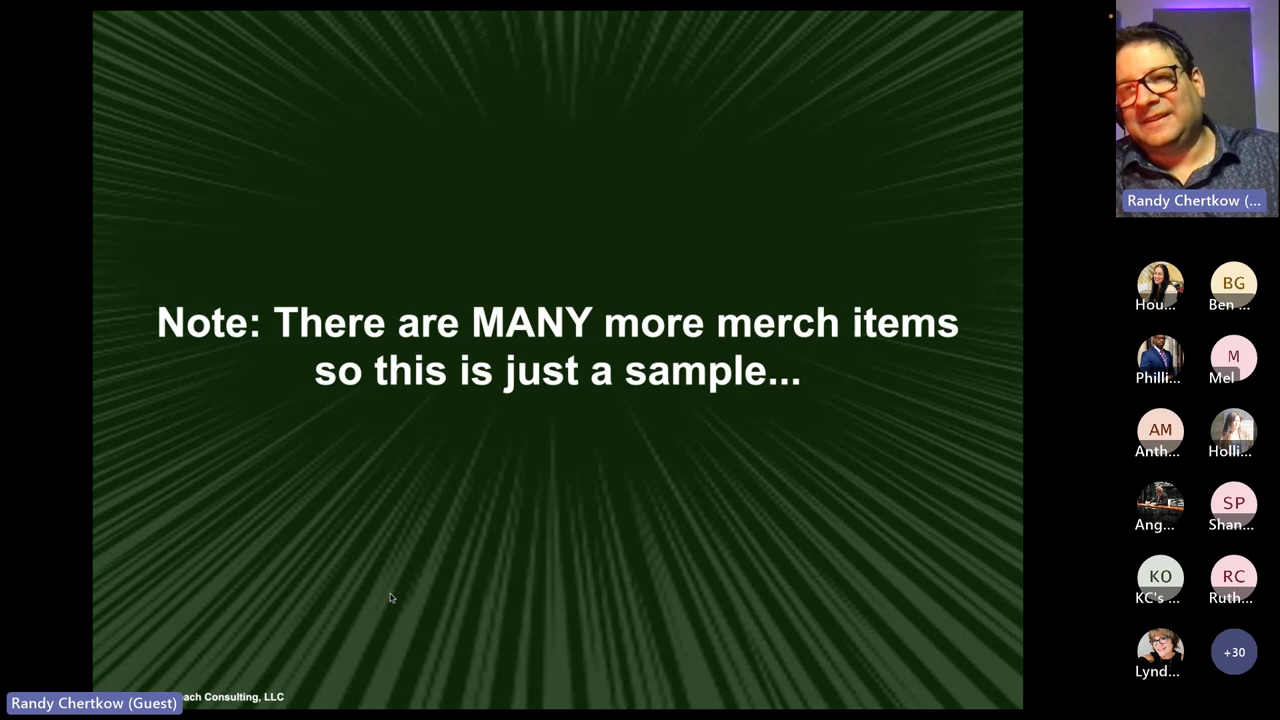 Note: There are MANY more merch items
so this is just a sample...
Randy Chertkow (...
BG
Hou...
Ben ...
M
Philli...
Mel
AM
Anth...
Holli...
SP
Ang...
Shan...
KO
RC
KC's ...
Ruth...
+30
Lynd...
ach Consulting, LLC
Randy Chertkow (Guest)